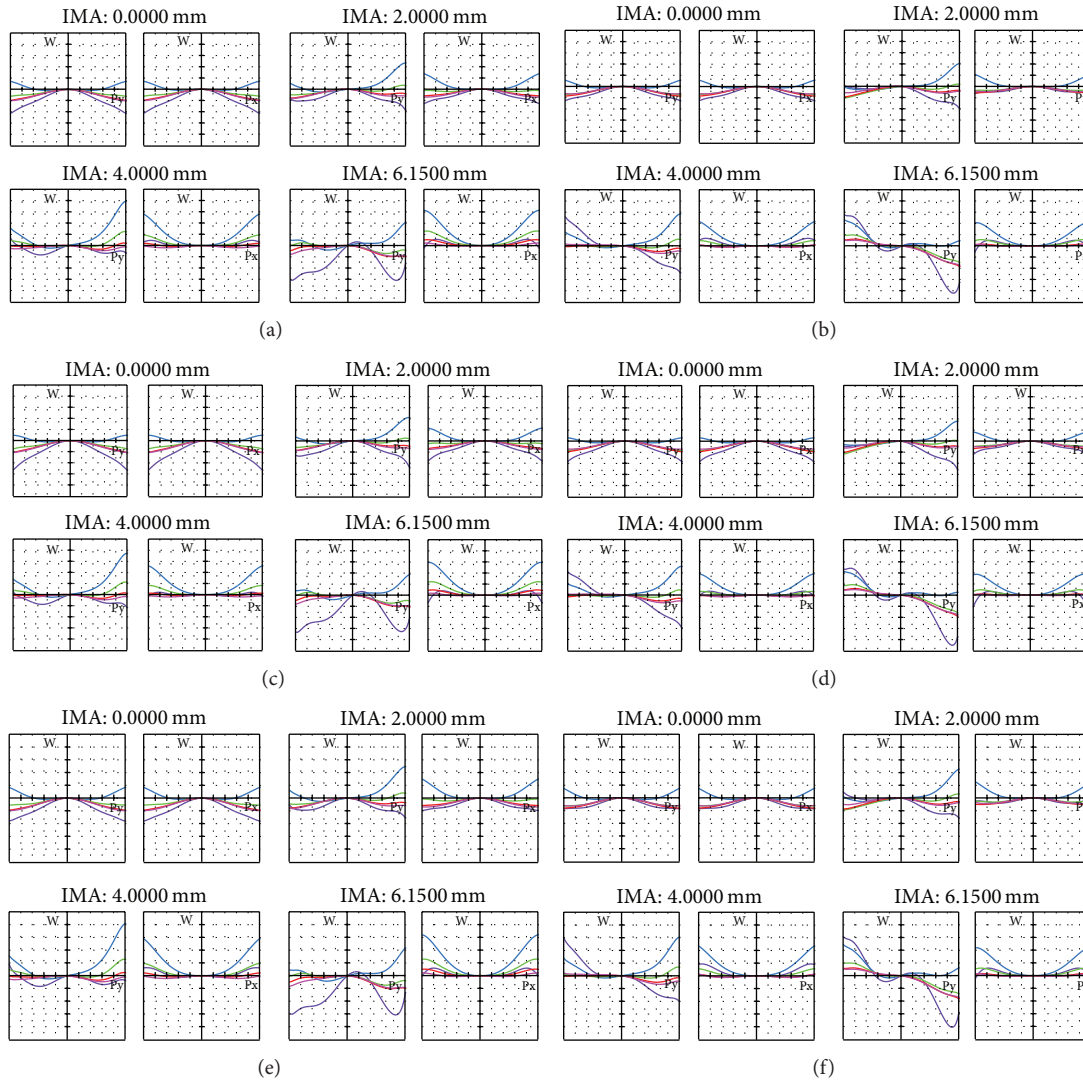 IMA: 0.0000 mm
IMA: 2.0000 mm
W
W
W
W
Py
Px
Py
Px
IMA: 4.0000 mm
IMA: 6.1500 mm
W
W
W
W
Py
Px
Py
Px
(a)
IMA: 0.0000 mm
IMA: 2.0000 mm
W
W
W
W
Py
Px
Py
P
IMA: 4.0000 mm
IMA: 6.1500 mm
W
W
W
W
Py
Px
Py
P
(b)
IMA: 0.0000 mm
IMA: 2.0000 mm
W
W
W
W
Py
Px
Py
Px
IMA: 4.0000 mm
IMA: 6.1500 mm
W
W
W
W
Py
Px
Py
Px
(c)
IMA: 0.0000 mm
IMA: 2.0000 mm
W
W
W
W
Py
Px
Py
P
IMA: 4.0000 mm
IMA: 6.1500 mm
W
W
W
W
Py
Px
Py
P
(d)
IMA: 0.0000 mm
IMA: 2.0000 mm
W
W
W
W
Py
Px
Py
Px
IMA: 4.0000 mm
IMA: 6.1500 mm
W
W
W
W
Py
Px
Py
Px
(e)
IMA: 0.0000 mm
IMA: 2.0000 mm
W
W
W
W
Py
Px
Py
P
IMA: 4.0000 mm
IMA: 6.1500 mm
W
W
W
W
Py
Px
Py
P
(f)